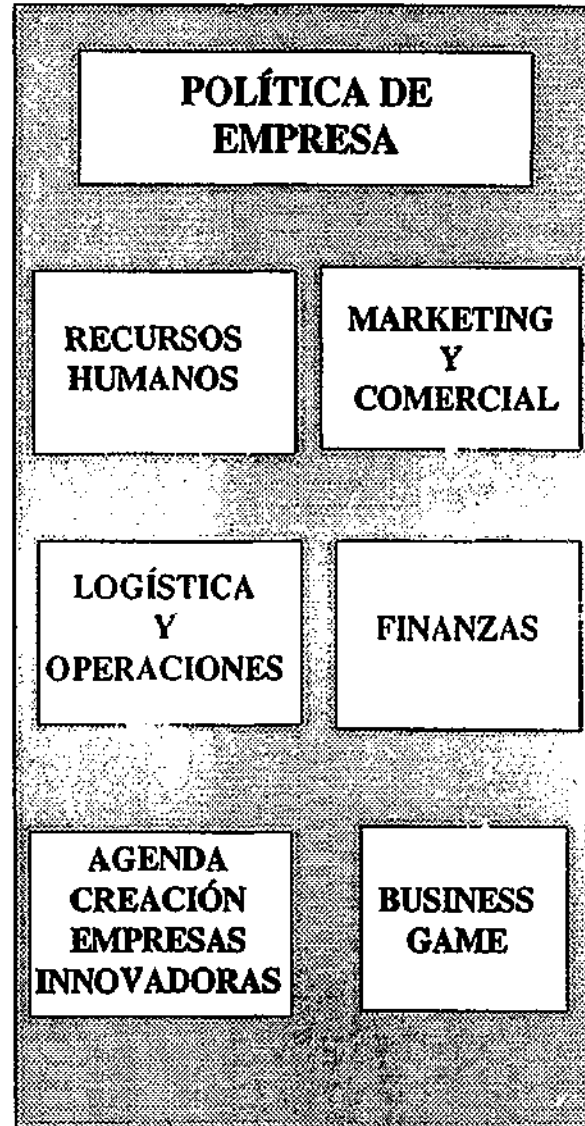 POLÍTICA DE
EMPRESA
RECURSOS
HUMANOS
MARKETING
Y
COMERCIAL
LOGÍSTICA
Y
OPERACIONES
FINANZAS
AGENDA
CREACIÓN
EMPRESAS
INNOVADORAS
BUSINESS
GAME